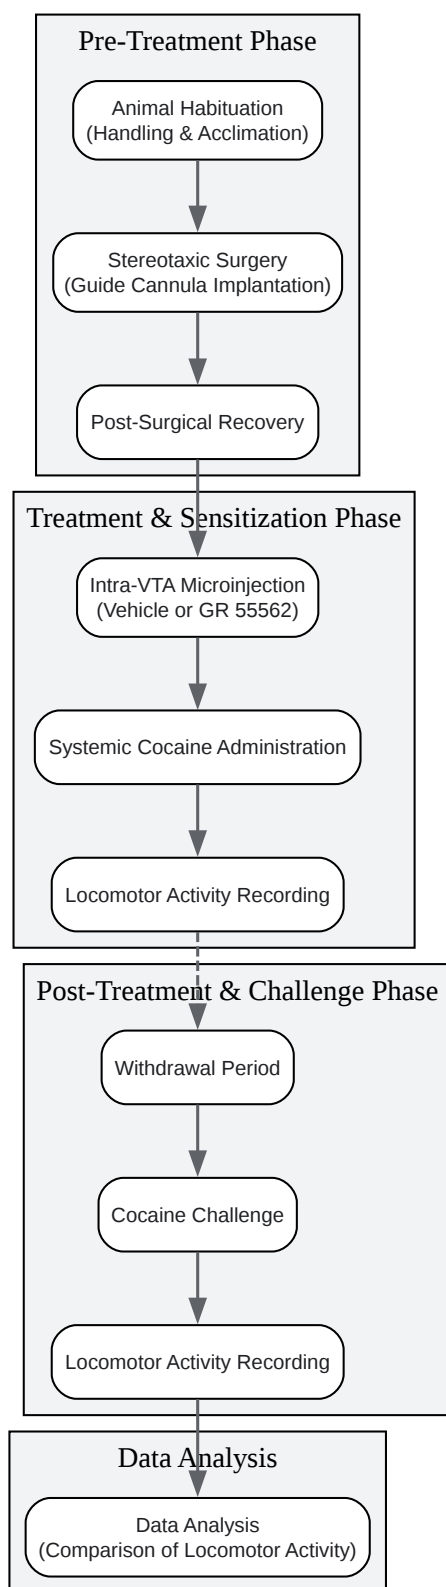 Pre-Treatment Phase
Animal Habituation
(Handling & Acclimation)
Stereotaxic Surgery
(Guide Cannula Implantation)
Post-Surgical Recovery
Treatment & Sensitization Phase
Intra-VTA Microinjection
(Vehicle or GR 55562)
Systemic Cocaine Administration
Locomotor Activity Recording
Post-Treatment & Challenge Phase
Withdrawal Period
Cocaine Challenge
Locomotor Activity Recording
Data Analysis
Data Analysis
(Comparison of Locomotor Activity)